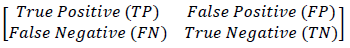 True Positive (TP) False Positive (FP)
False Negative (FN) True Negative (TN)